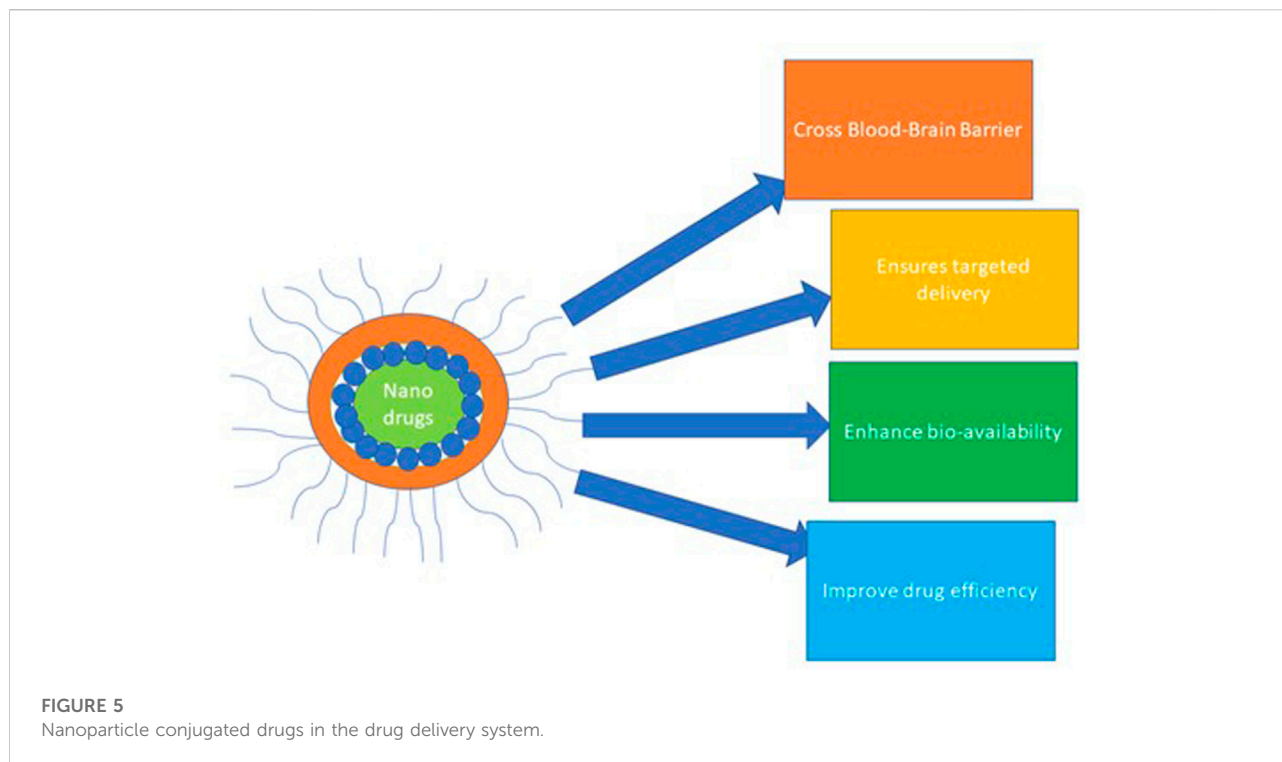 Cross Blood-Brain Barrier
Ensures targeted
delivery
Nano
drugs
Enhance bio-availability
Improve drug efficiency
FIGURE 5
Nanoparticle conjugated drugs in the drug delivery system.